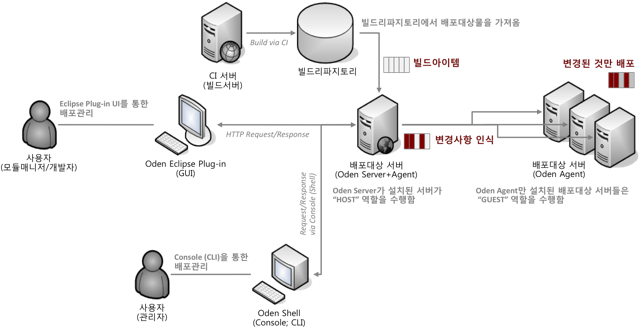 Build via CI
빌드리파지토리에서 배포대상물을 가져옴
CI 서버
(빌드서버)
빌드리파지토리
빌드아이템
변경된 것만 배포
Eclipse Plug-in UI를 통한
배포관리
HTTP Request/Response
변경사항 인식
사용자
(모듈매니저/개발자)
Oden Eclipse Plug-in
(GUI)
배포대상 서버
(Oden Server+Agent)
배포대상 서버
(Oden Agent)
Oden Server가 설치된 서버가
“HOST” 역할을 수행함
Oden Agent만 설치된 배포대상 서버들은
“GUEST” 역할을 수행함
Request/Response
via Console (Shell)
Console (CLI)을 통한
배포관리
사용자
(관리자)
Oden Shell
(Console; CLI)